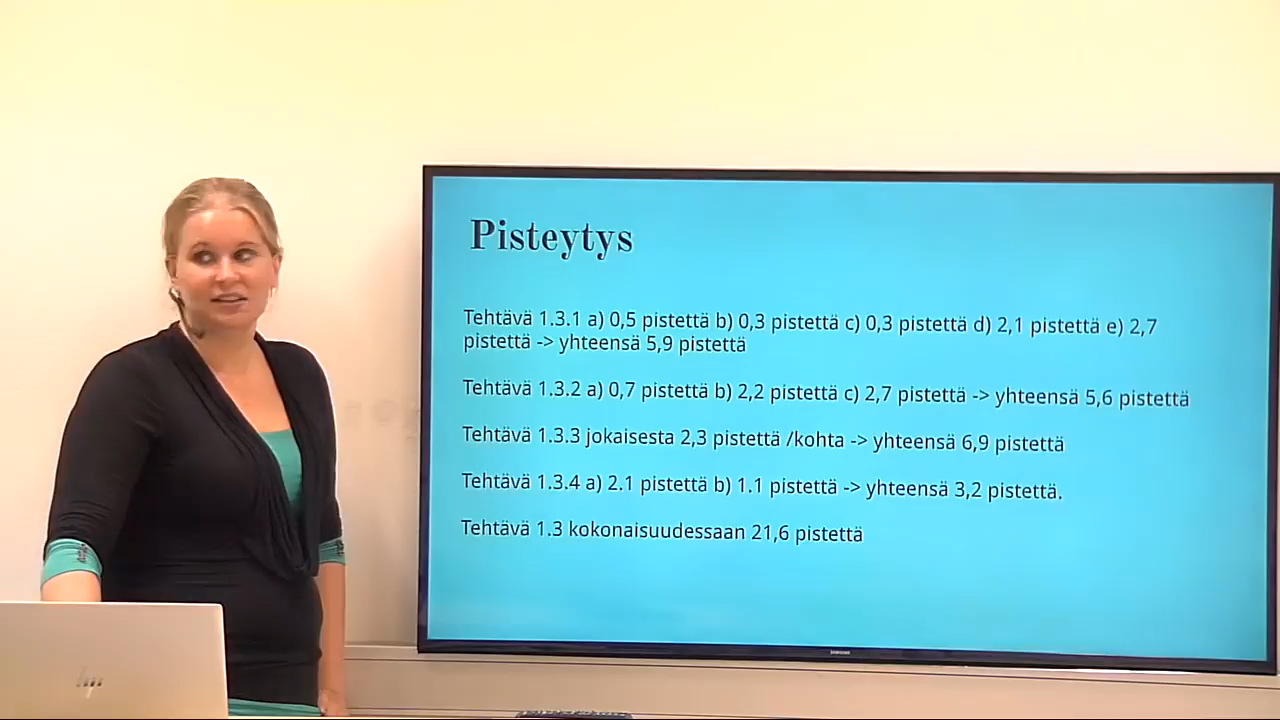 Pisteytys
Tehtävä 1.3.1 a) 0,5 pistettä b) 0,3 pistettä c) 0,3 pistettä d) 2,1 pistettä e) 2,7
pistettä -> yhteensä 5,9 pistettä
Tehtävä 1.3.2 a) 0,7 pistettä b) 2,2 pistettä c) 2,7 pistettä -> yhteensä 5,6 pistettä
Tehtävä 1.3.3 jokaisesta 2,3 pistettä /kohta -> yhteensä 6,9 pistettä
Tehtävä 1.3.4 a) 2.1 pistettä b) 1.1 pistettä -> yhteensä 3,2 pistettä.
Tehtävä 1.3 kokonaisuudessaan 21,6 pistettä
SAMSUNG
hp